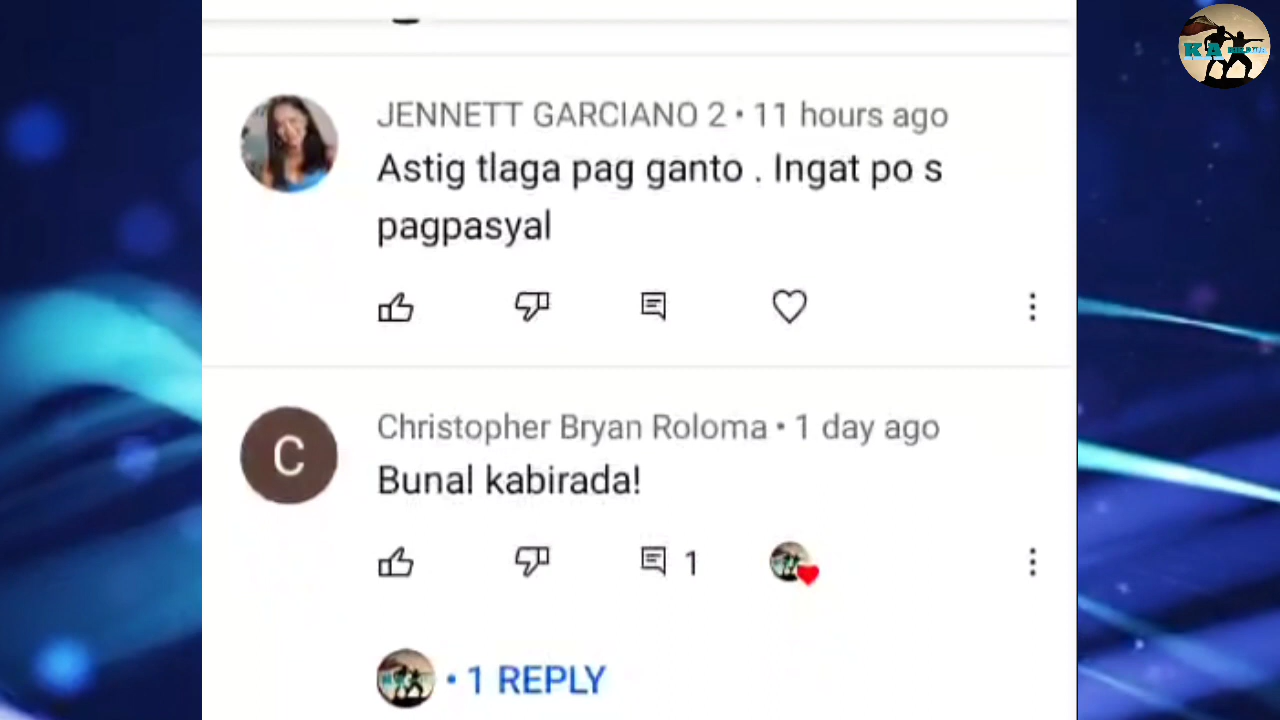 JENNETT GARCIANO 2 • 11 hours ago
Astig tlaga pag ganto . Ingat po s
pagpasyal
C
Christopher Bryan Roloma • 1 day ago
Bunal kabirada!
1
• 1 REPLY
KA